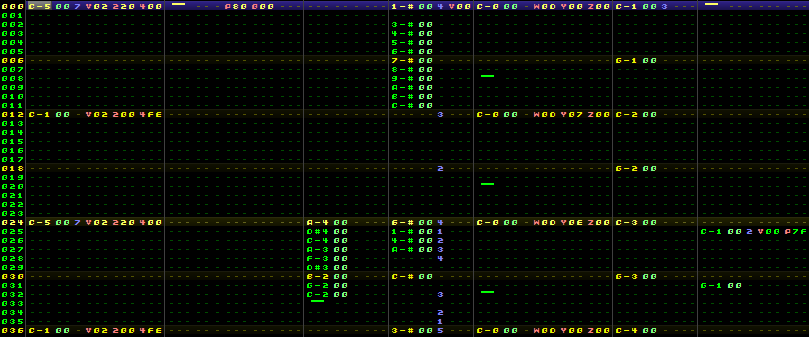 000 C-5 00 7 V02 220 400 A80 000 1-# 00 4 V00 C-0 00 W00 Y00 Z00 C-1 00 3
001
002 3-# 00
003 4-# 00
004 5-# 00
005 6-# 00
006 7-# 00 G-1 00
007 8-# 00
008 9-# 00
009 A-# 00
010 B-# 00
011 C-# 00
012 C-1 00 V02 220 4FE 3 C-0 00 W00 Y07 Z00 C-2 00
013
014
015
016
017
018 2 G-2 00
019
020
021
022
023
024 C-5 00 7 V02 220 400 A-4 00 6-# 00 4 C-0 00 W00 Y0E Z00 C-3 00
025 D#4 00 1-# 00 1 C-1 00 2 V00 A7F
026 C-4 00 4-# 00 2
027 A-3 00 A-# 00 3
028 F-3 00 4
029 D#3 00
030 B-2 00 C-# 00 G-3 00
031 G-2 00 G-1 00
032 C-2 00 3
033
034 2
035 1
036 C-1 00 V02 220 4FE 3-# 00 5 C-0 00 W00 Y00 Z00 C-4 00